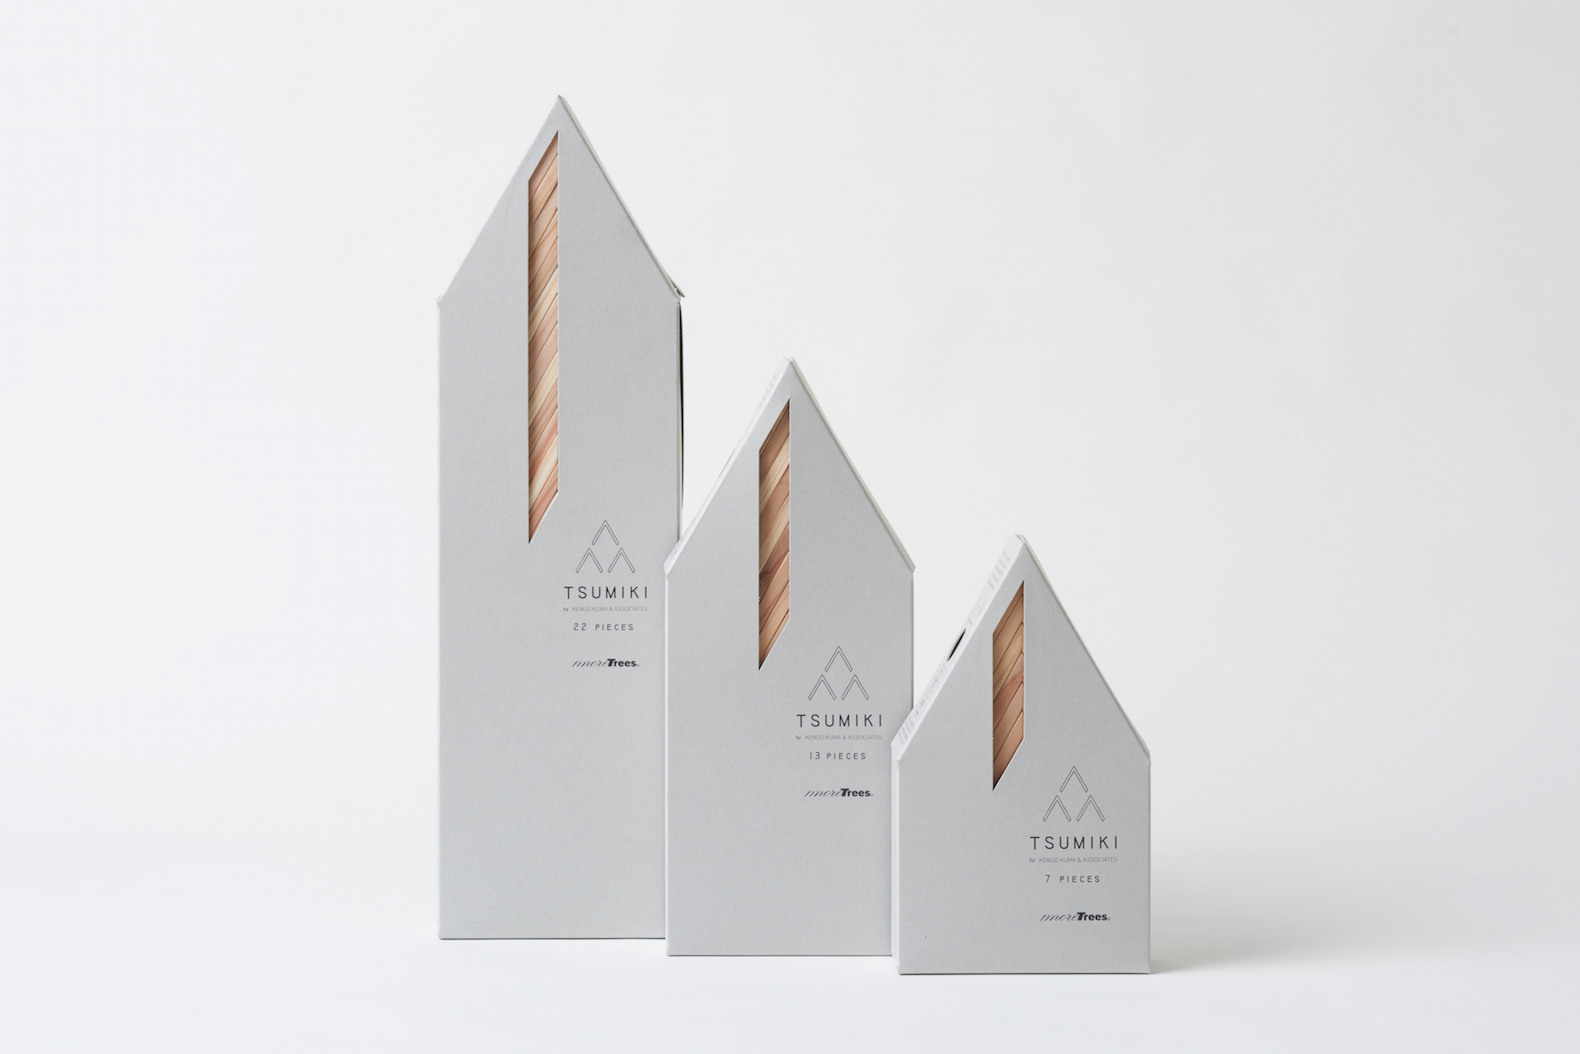 TSUMIKI
by KENGO KUMA & ASSOCIATES
22 PIECES
moreTrees
TSUMIKI
by KENGO KUMA & ASSOCIATES
13 PIECES
moreTrees
TSUMIKI
by KENGO KUMA & ASSOCIATES
7 PIECES
moreTrees